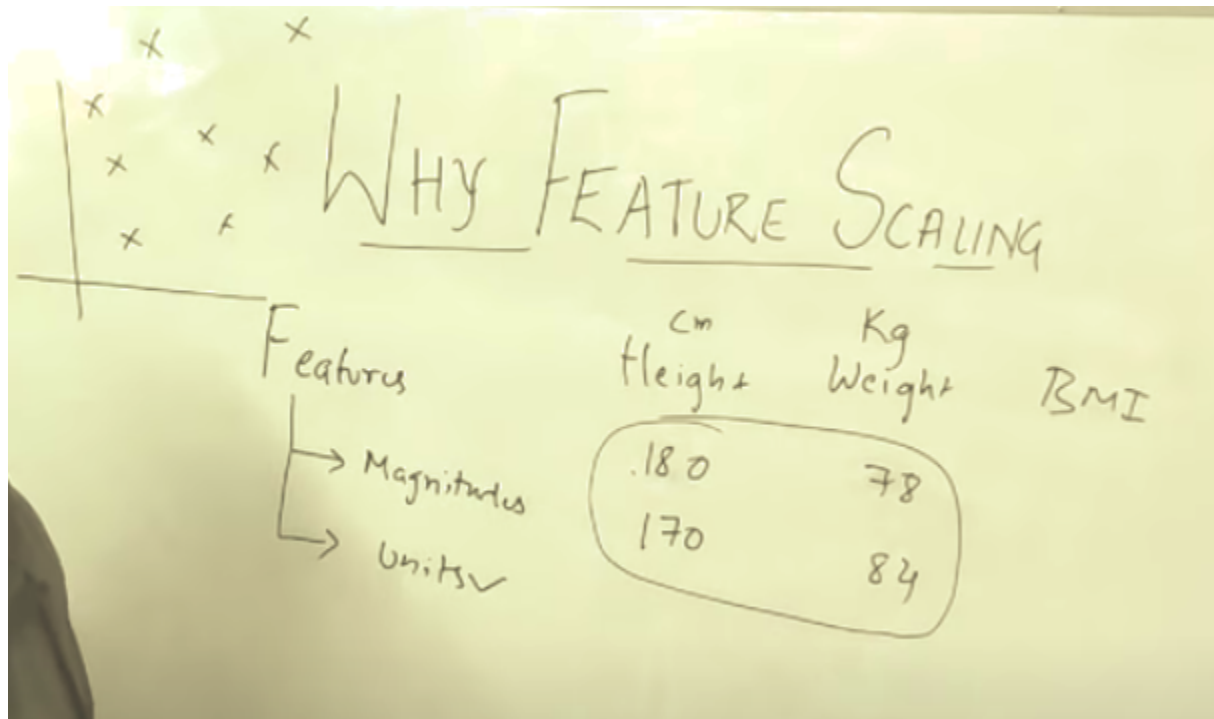 WHY FEATURE SCALING
Features
Magnitudes
Units
cm Kg
Height Weight BMI
180 78
170 84